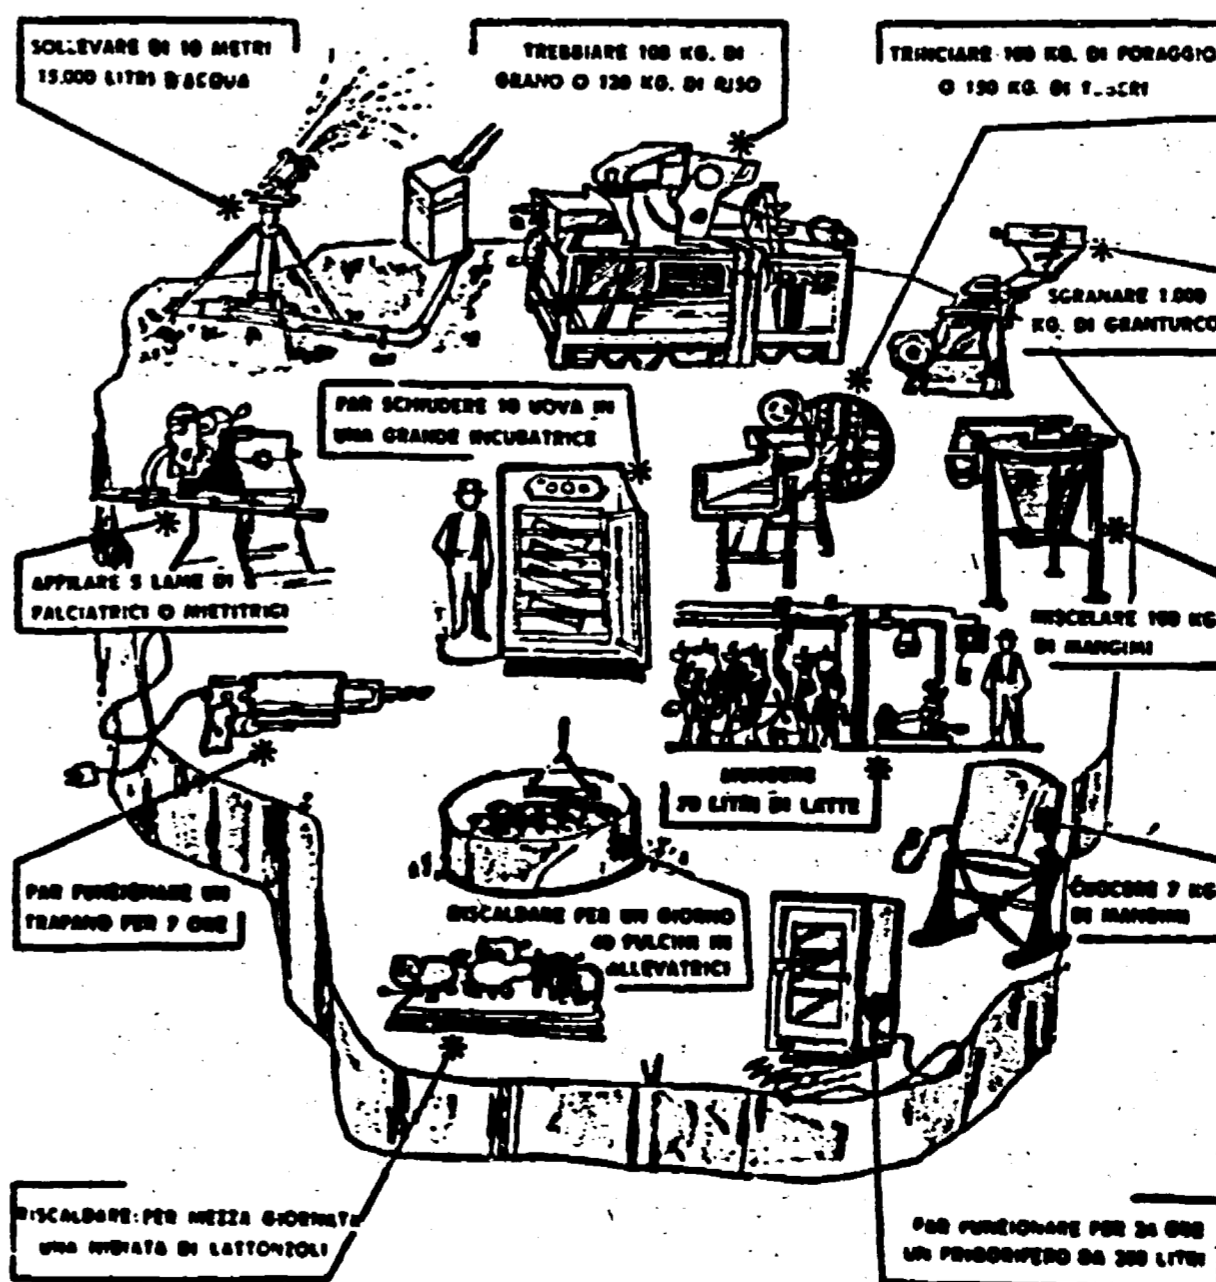 SOLLEVARE DI 10 METRI
15.000 LITRI D'ACQUA
TREBBIARE 100 KG. DI
GRANO O 120 KG. DI RISO
TRINCIARE 100 KG. DI FORAGGIO
O 150 KG. DI
SGRANARE 1.000
KG. DI GRANTURCO
FAR SCHIUDERE 10 UOVA IN
UNA GRANDE INCUBATRICE
AFFILARE 5 LAME DI
FALCIATRICI O MIETITRICI
MISCELARE 100 KG
DI MANGIMI
MUNGERE
70 LITRI DI LATTE
FAR FUNZIONARE UN
TRAPANO PER 7 ORE
CUOCERE 7 KG
DI MANGIMI
RISCALDARE PER UN GIORNO
40 PULCINI IN
ALLEVATRICI
RISCALDARE PER MEZZA GIORNATA
UNA NIDIATA DI LATTONZOLI
FAR FUNZIONARE PER 24 ORE
UN FRIGORIFERO DA LITRI